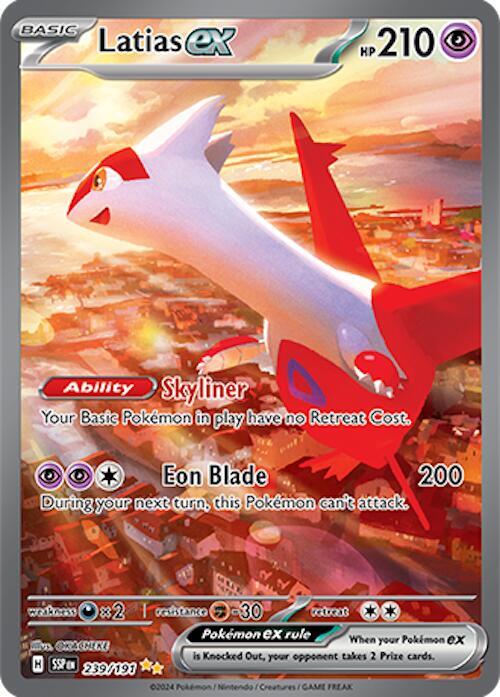 BASIC
Latias ex HP 210
Ability Skyliner
Your Basic Pokémon in play have no Retreat Cost.
Eon Blade 200
During your next turn, this Pokémon can't attack.
weakness ×2 resistance -30 retreat
Illus. OKACHEKE
Pokémon ex rule
When your Pokémon ex
is Knocked Out, your opponent takes 2 Prize cards.
H SSP EN 239/191
©2024 Pokémon / Nintendo / Creatures / GAME FREAK